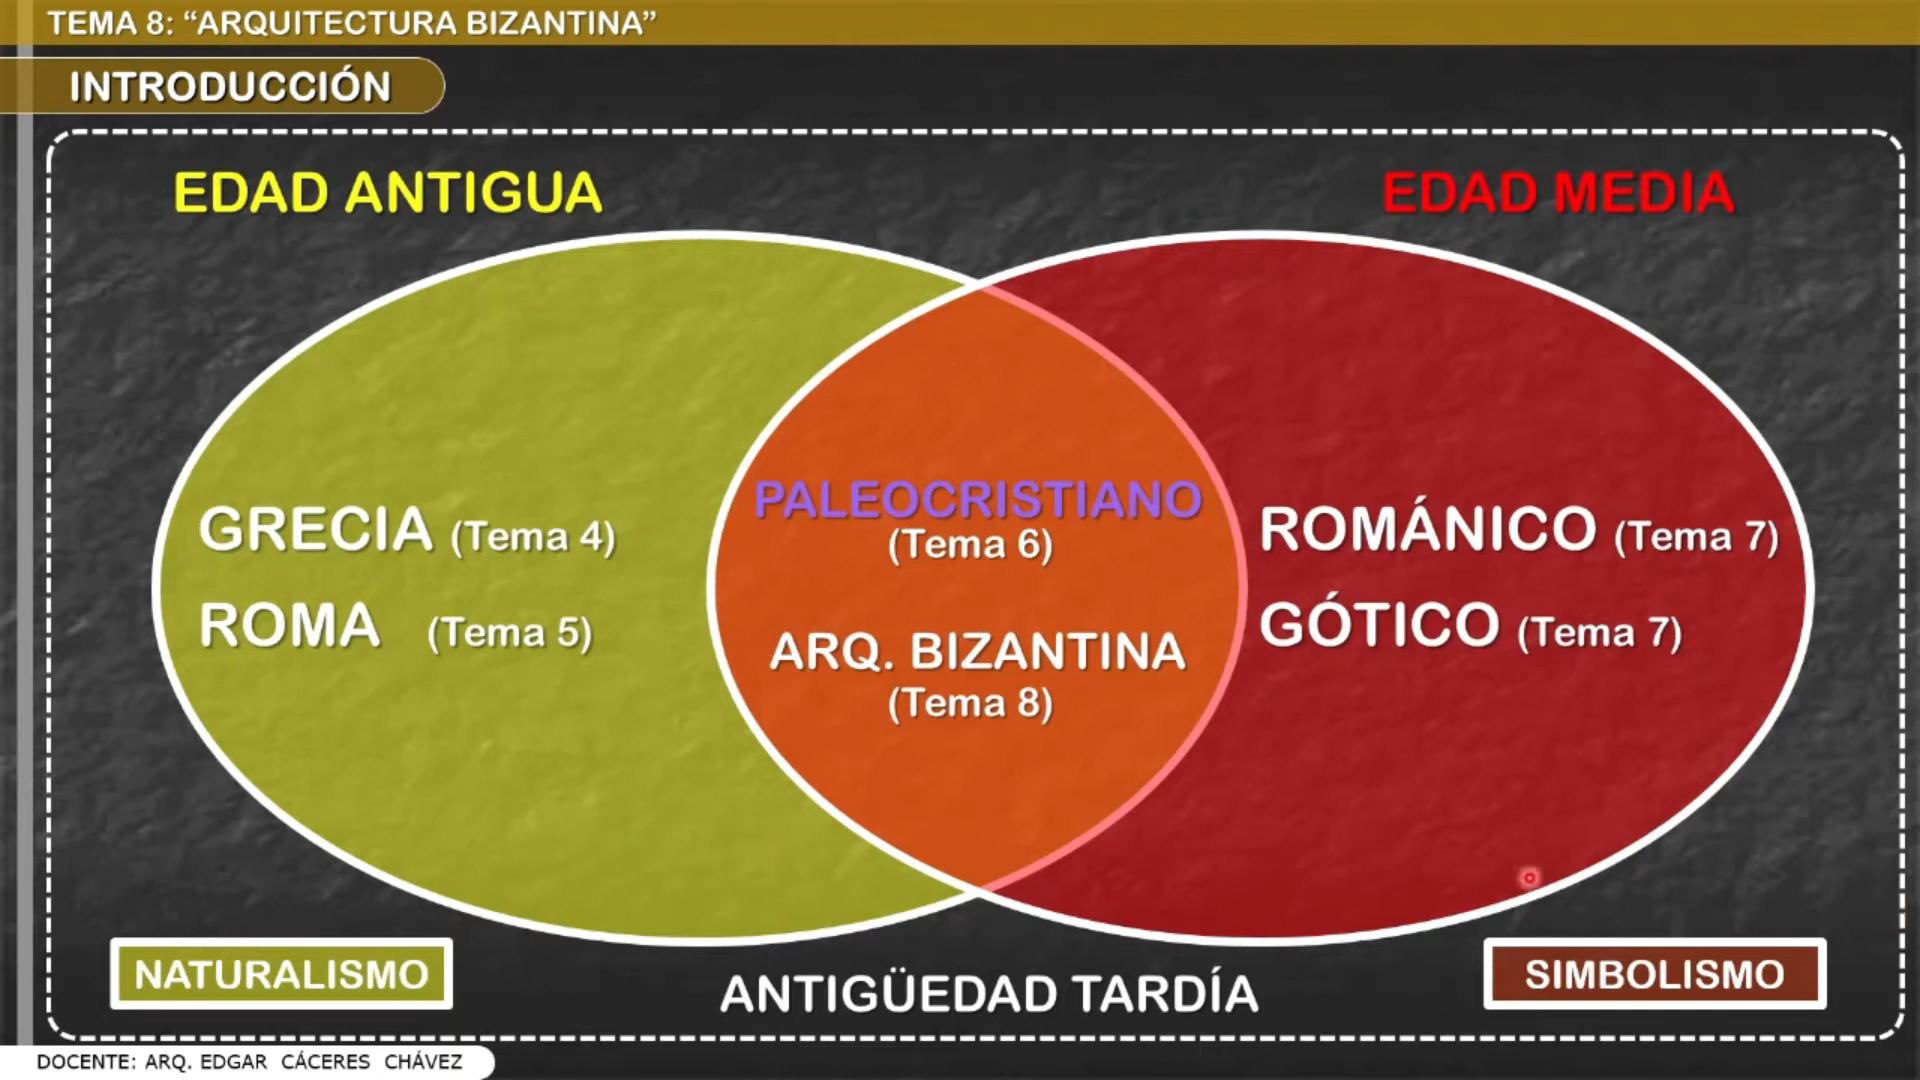 TEMA 8: “ARQUITECTURA BIZANTINA”
INTRODUCCIÓN
EDAD ANTIGUA
EDAD MEDIA
GRECIA (Tema 4)
ROMA (Tema 5)
PALEOCRISTIANO
(Tema 6)
ARQ. BIZANTINA
(Tema 8)
ROMÁNICO (Tema 7)
GÓTICO (Tema 7)
NATURALISMO
ANTIGÜEDAD TARDÍA
SIMBOLISMO
DOCENTE: ARQ. EDGAR CÁCERES CHÁVEZ